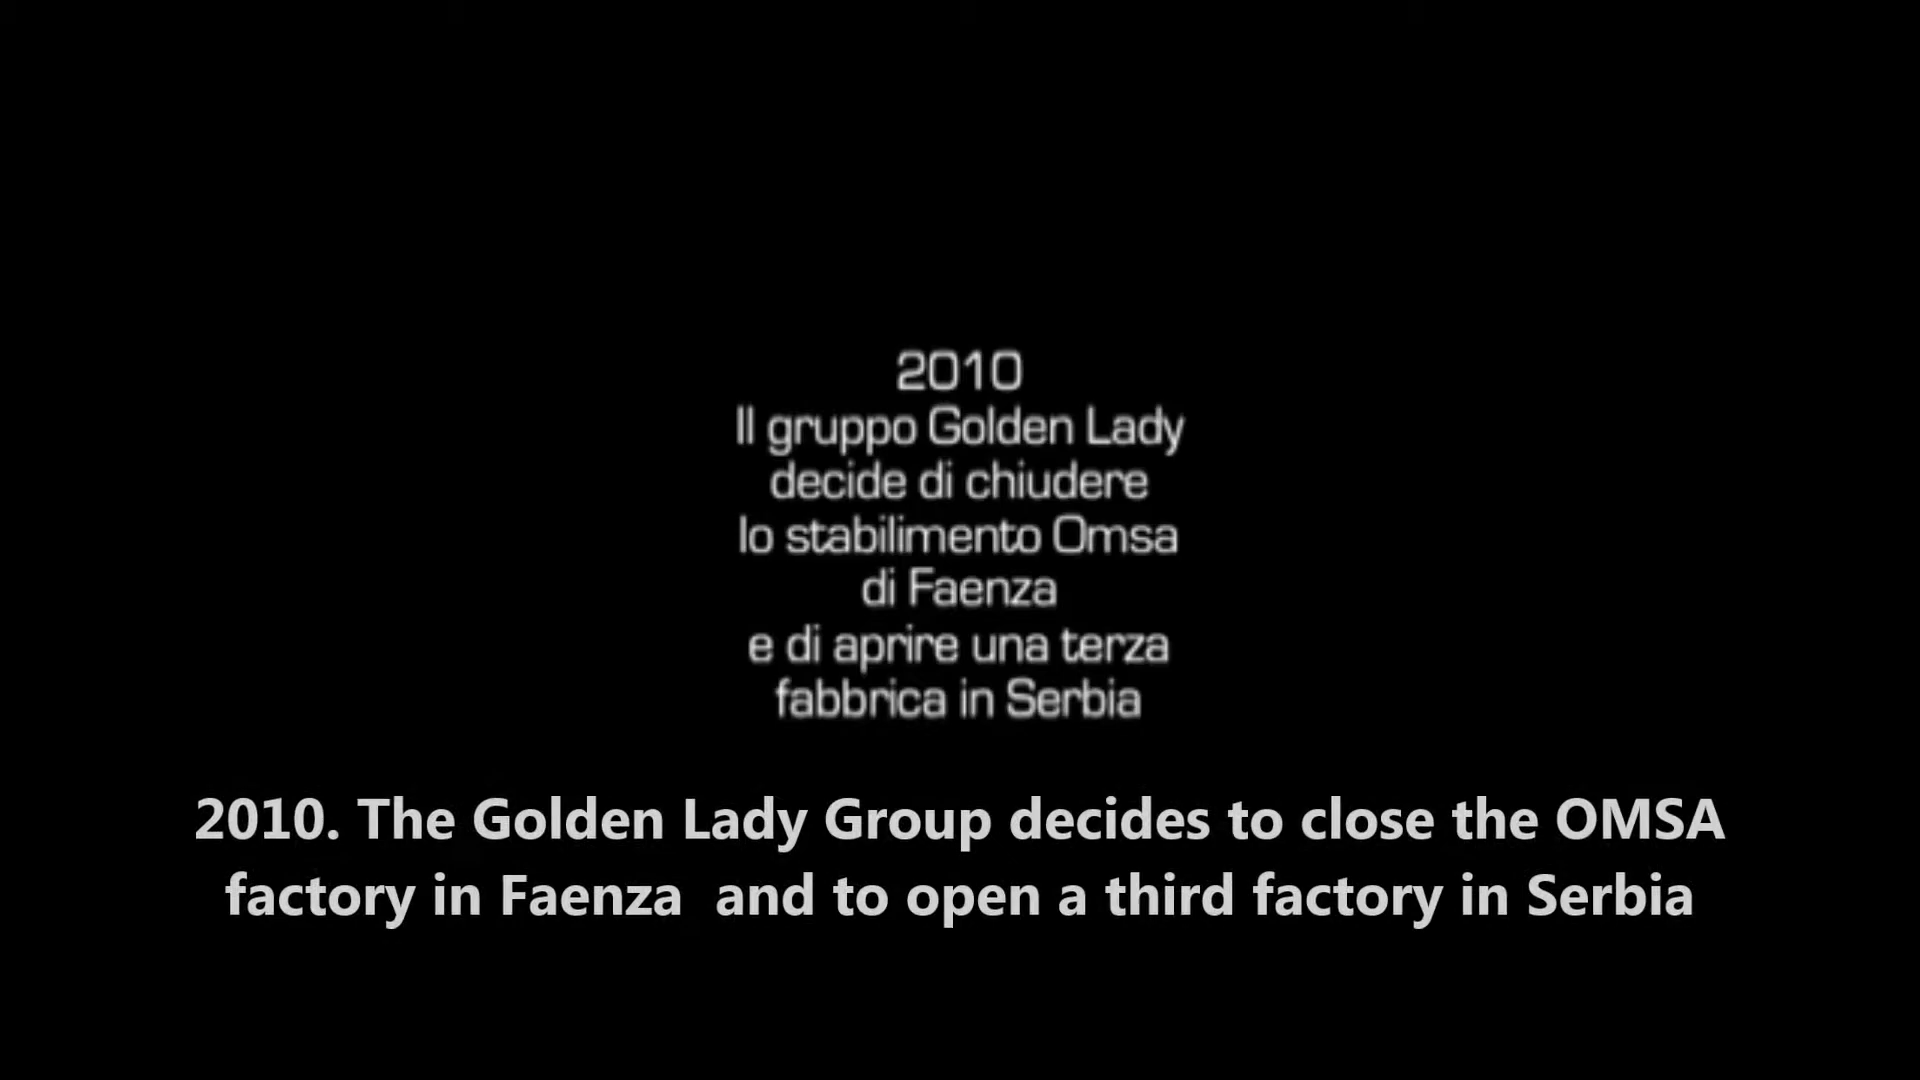 2010
Il gruppo Golden Lady
decide di chiudere
lo stabilimento Omsa
di Faenza
e di aprire una terza
fabbrica in Serbia
2010. The Golden Lady Group decides to close the OMSA
factory in Faenza  and to open a third factory in Serbia